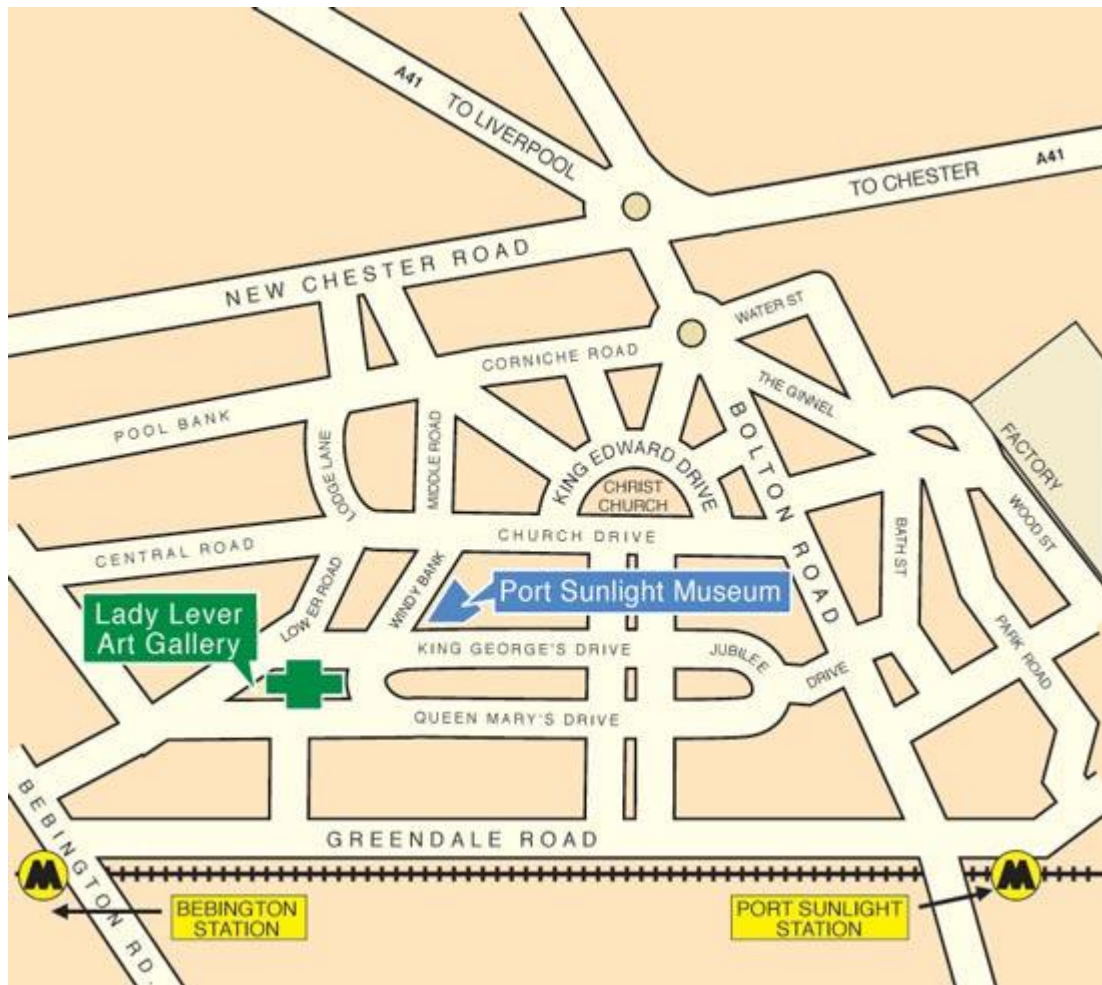 A41
TO LIVERPOOL
TO CHESTER
A41
NEW CHESTER ROAD
WATER ST
CORNICHE ROAD
THE GINNEL
POOL BANK
LODGE LANE
MIDDLE ROAD
BOLTON ROAD
KING EDWARD DRIVE
CHRIST
CHURCH
FACTORY
WOOD ST
CENTRAL ROAD
CHURCH DRIVE
BATH ST
LOWER ROAD
WINDY BANK
Port Sunlight Museum
Lady Lever
Art Gallery
KING GEORGE'S DRIVE
JUBILEE
DRIVE
PARK ROAD
QUEEN MARY'S DRIVE
BEBINGTON RD.
GREENDALE ROAD
M
M
BEBINGTON
STATION
PORT SUNLIGHT
STATION